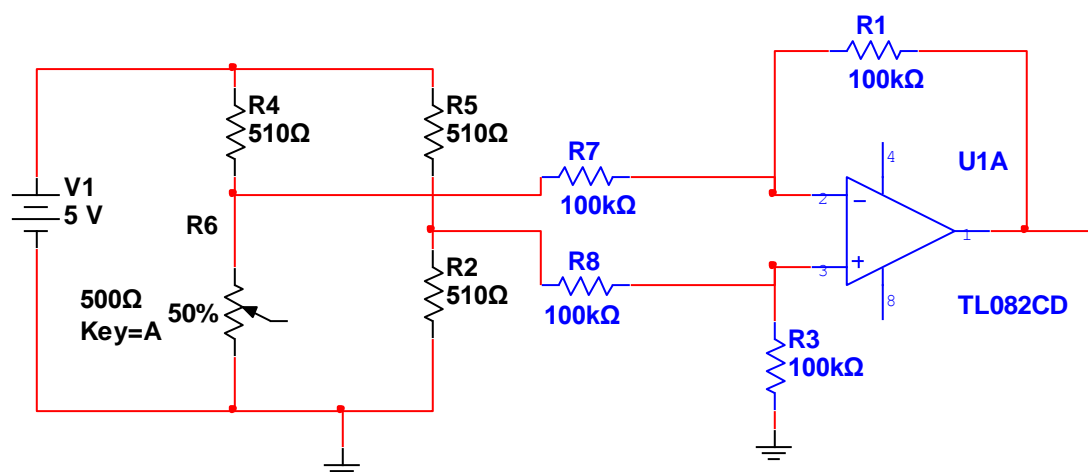 R1
100kΩ
R4
510Ω
R5
510Ω
R7
100kΩ
4
U1A
V1
5 V
2
R6
1
3
R8
100kΩ
R2
510Ω
500Ω
Key=A
50%
8
TL082CD
R3
100kΩ